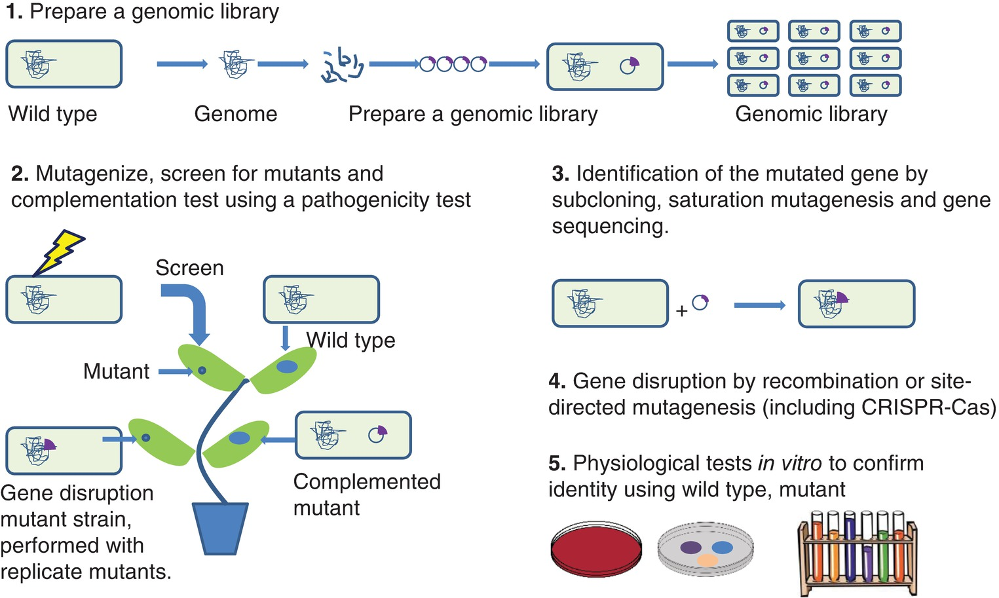 1. Prepare a genomic library
Wild type
Genome
Prepare a genomic library
Genomic library
2. Mutagenize, screen for mutants and
complementation test using a pathogenicity test
Screen
Wild type
Mutant
Gene disruption
mutant strain,
performed with
replicate mutants.
Complemented
mutant
3. Identification of the mutated gene by
subcloning, saturation mutagenesis and gene
sequencing.
+
4. Gene disruption by recombination or site-
directed mutagenesis (including CRISPR-Cas)
5. Physiological tests in vitro to confirm
identity using wild type, mutant